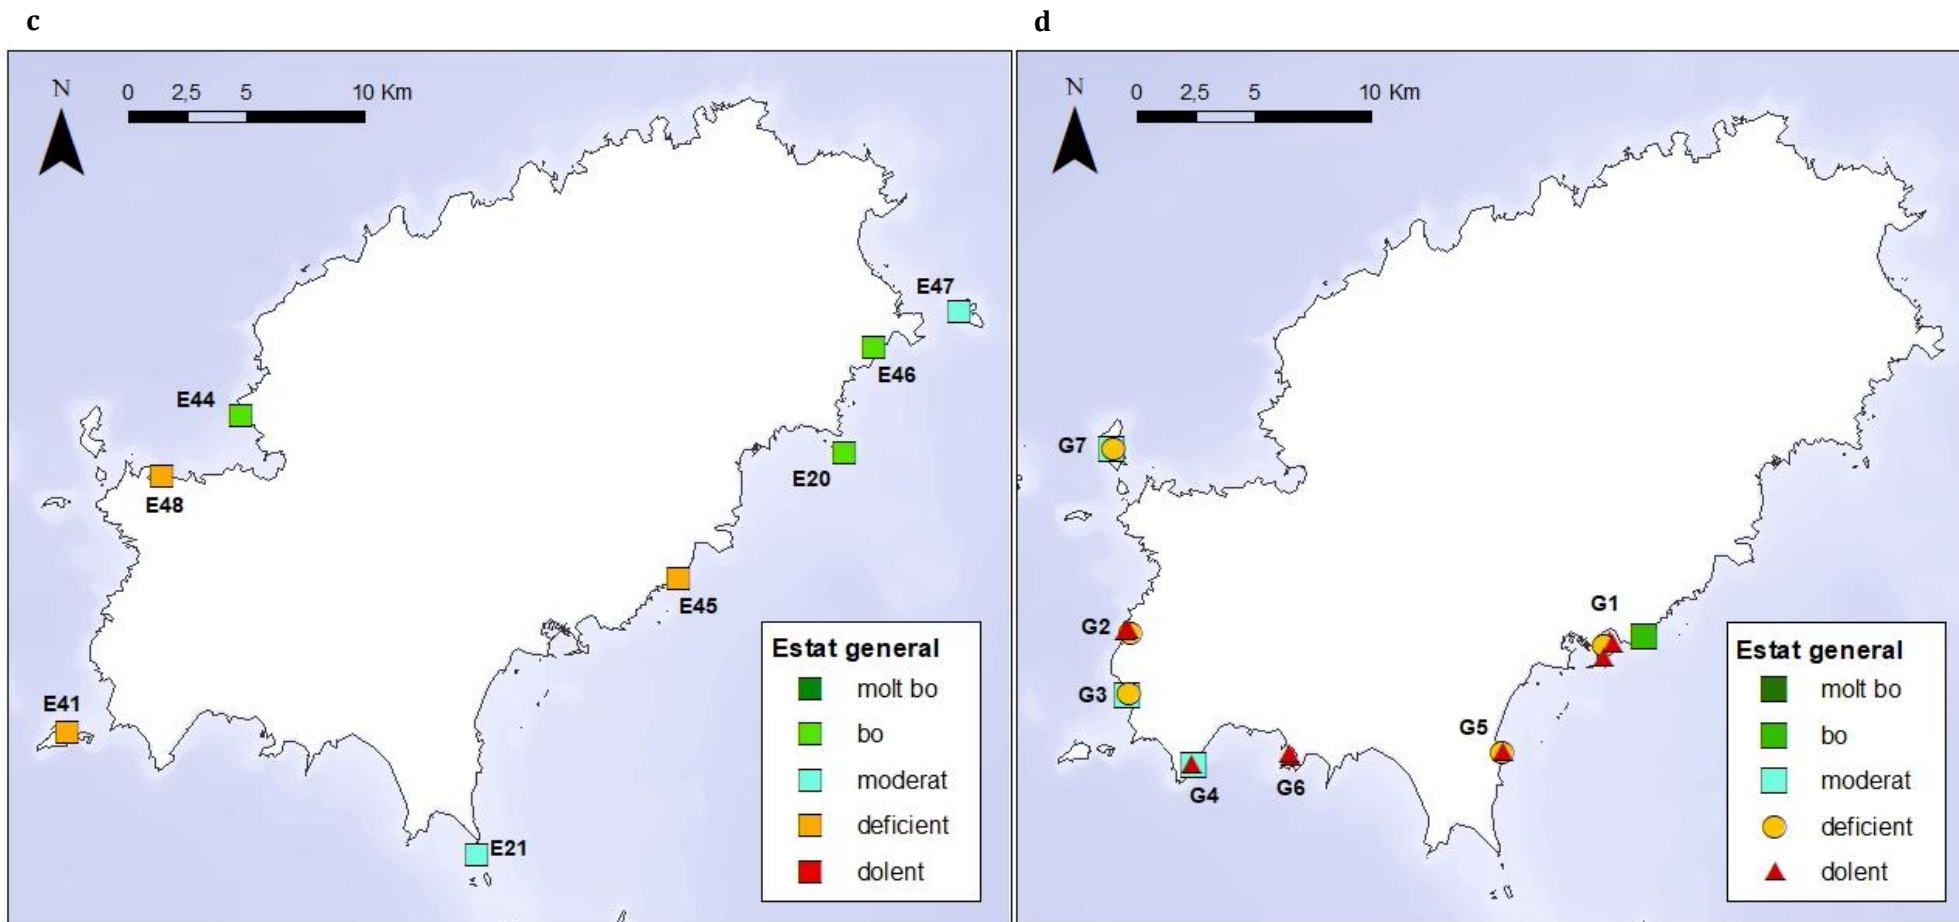 c
N
0 2,5 5 10 Km
E47
E46
E44
E20
E48
E45
E41
E21
Estat general
molt bo
bo
moderat
deficient
dolent
d
N
0 2,5 5 10 Km
G7
G1
G2
G3
G5
G4
G6
Estat general
molt bo
bo
moderat
deficient
dolent